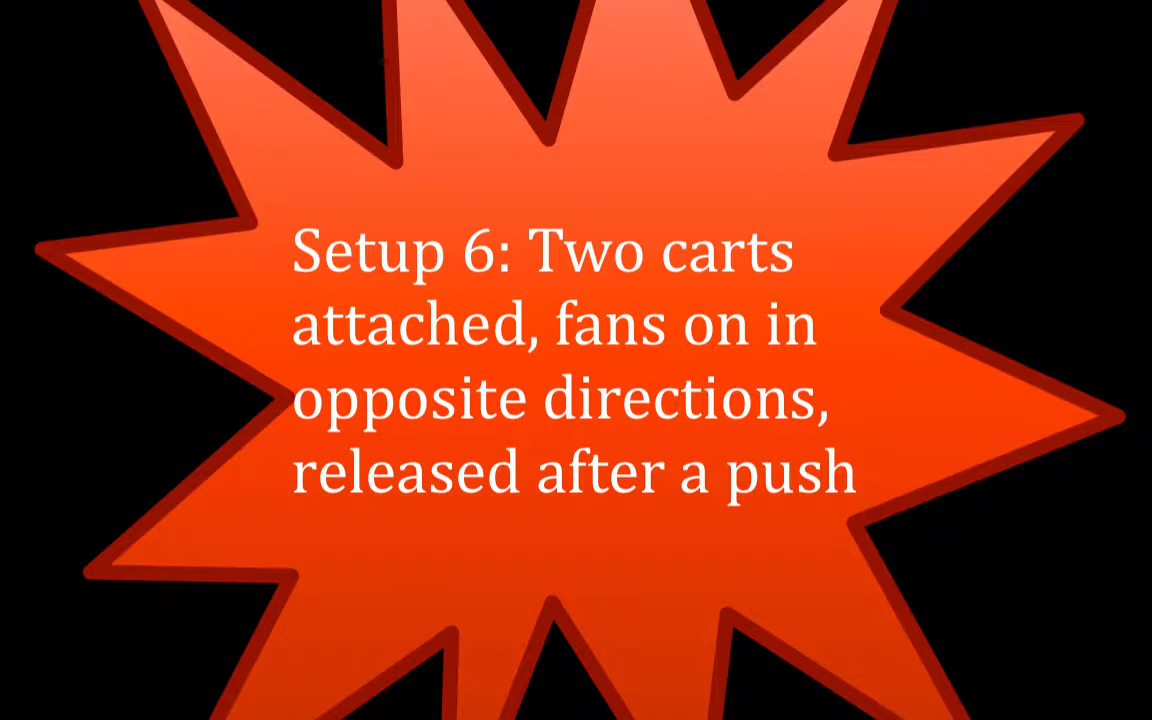 Setup 6: Two carts
attached, fans on in
opposite directions,
released after a push